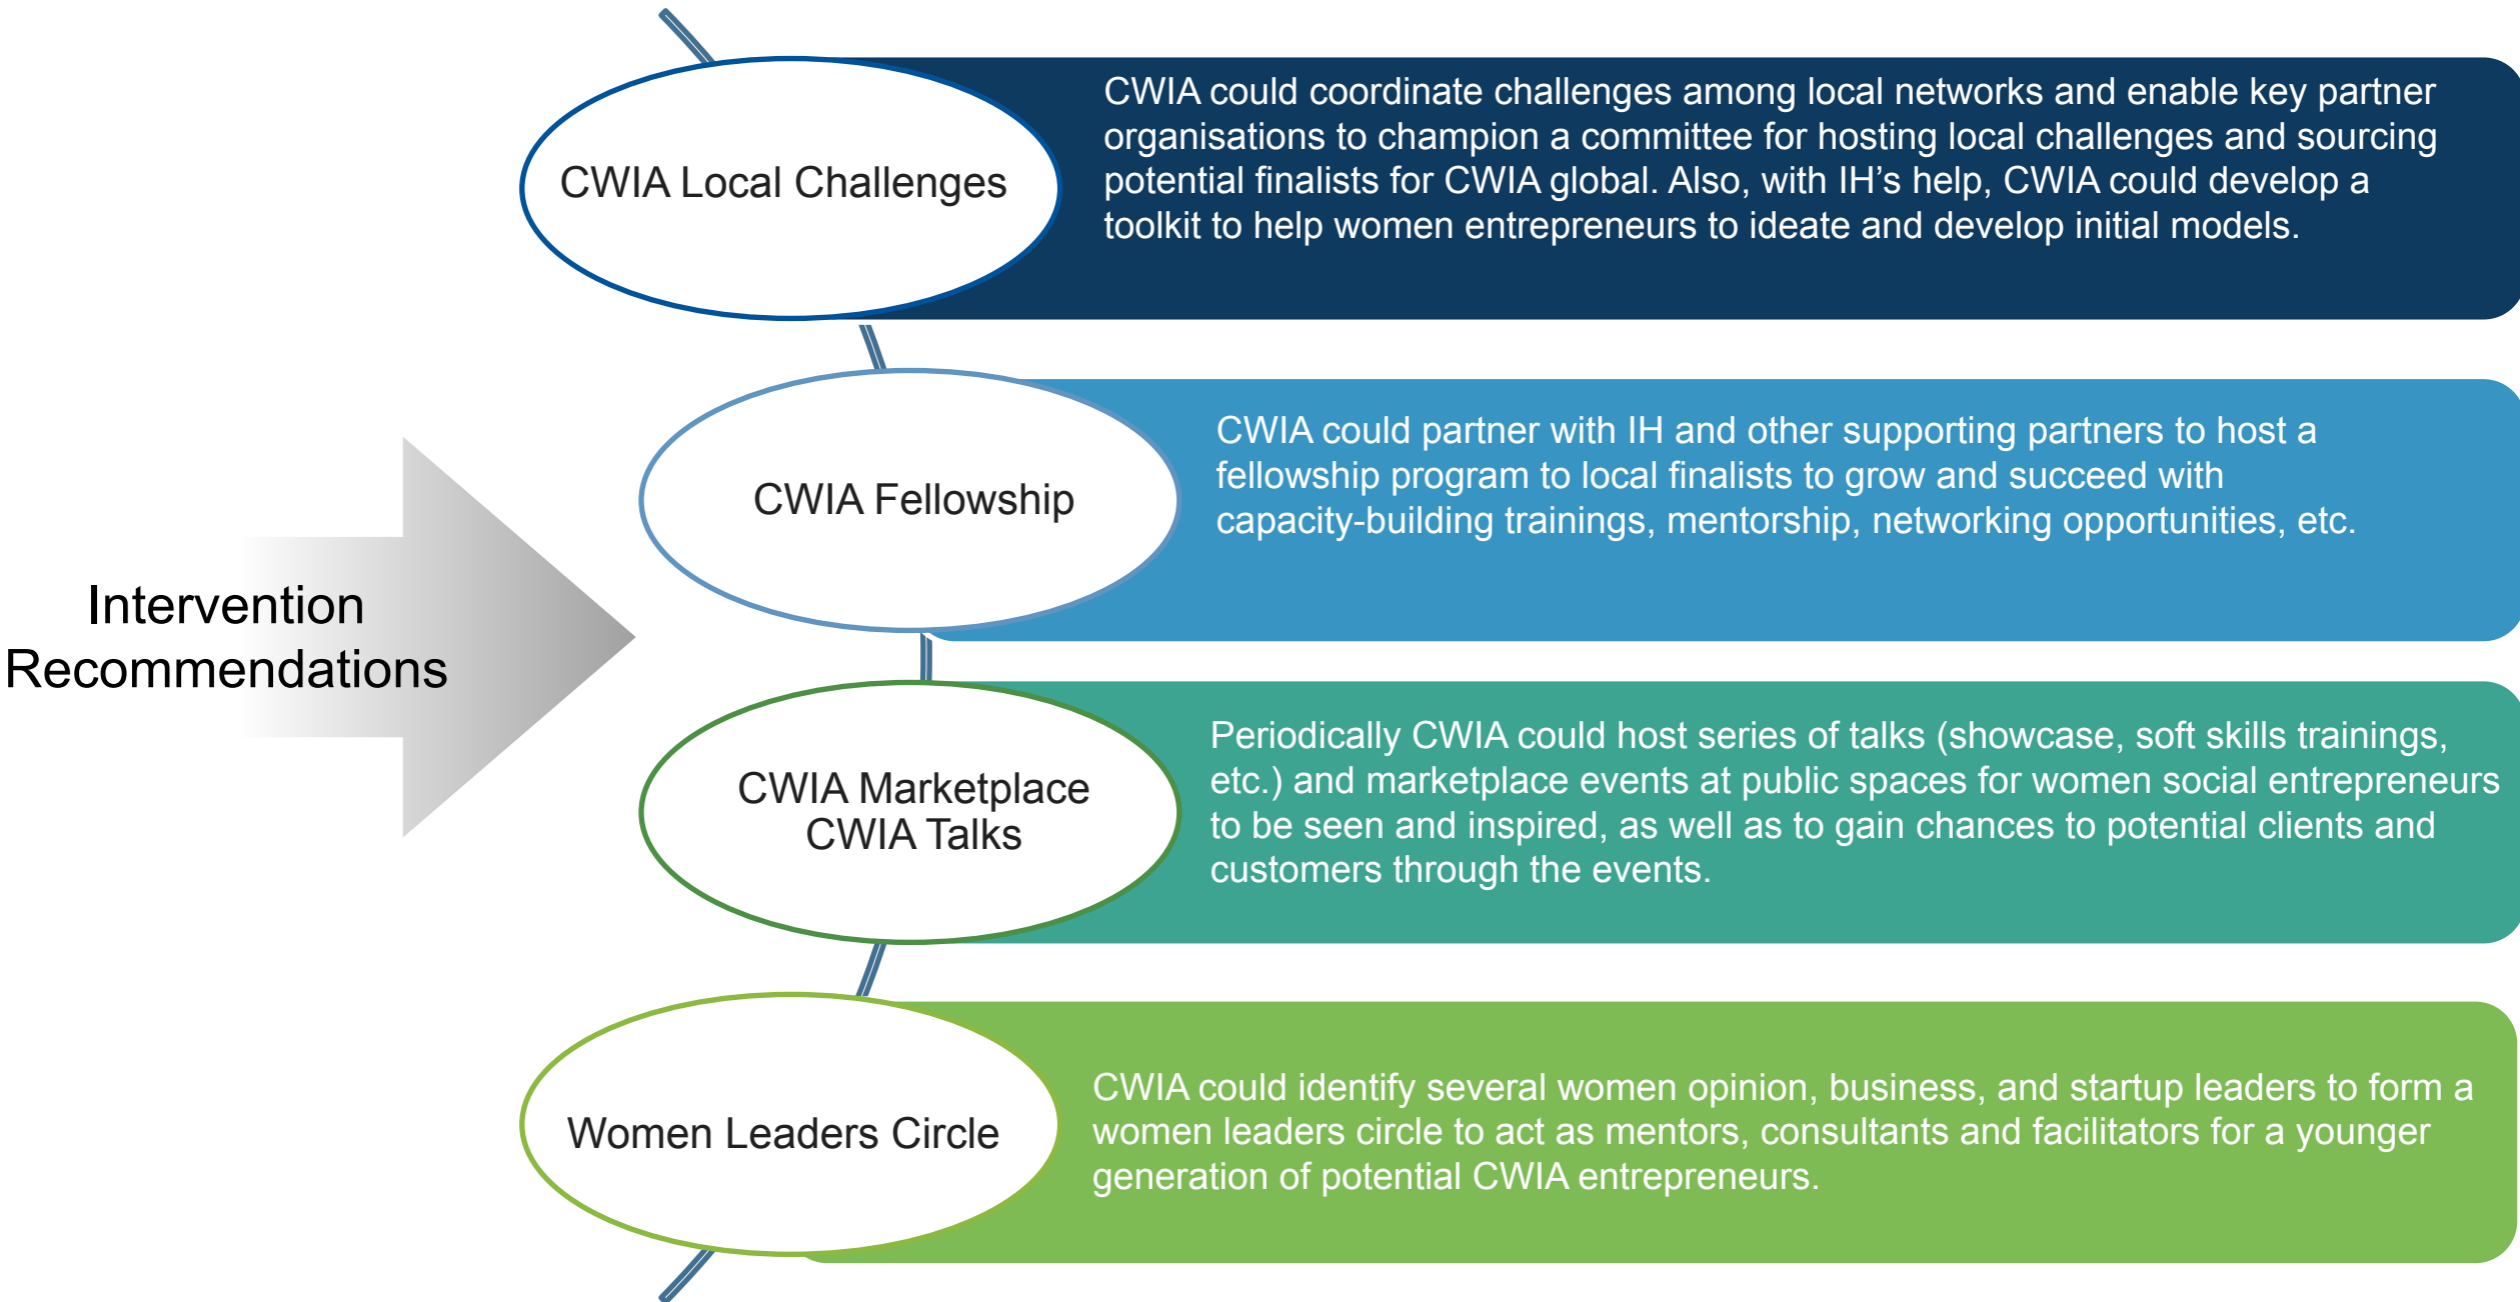 Intervention
Recommendations
CWIA Local Challenges
CWIA could coordinate challenges among local networks and enable key partner
organisations to champion a committee for hosting local challenges and sourcing
potential finalists for CWIA global. Also, with IH’s help, CWIA could develop a
toolkit to help women entrepreneurs to ideate and develop initial models.
CWIA Fellowship
CWIA could partner with IH and other supporting partners to host a
fellowship program to local finalists to grow and succeed with
capacity-building trainings, mentorship, networking opportunities, etc.
CWIA Marketplace
CWIA Talks
Periodically CWIA could host series of talks (showcase, soft skills trainings,
etc.) and marketplace events at public spaces for women social entrepreneurs
to be seen and inspired, as well as to gain chances to potential clients and
customers through the events.
Women Leaders Circle
CWIA could identify several women opinion, business, and startup leaders to form a
women leaders circle to act as mentors, consultants and facilitators for a younger
generation of potential CWIA entrepreneurs.